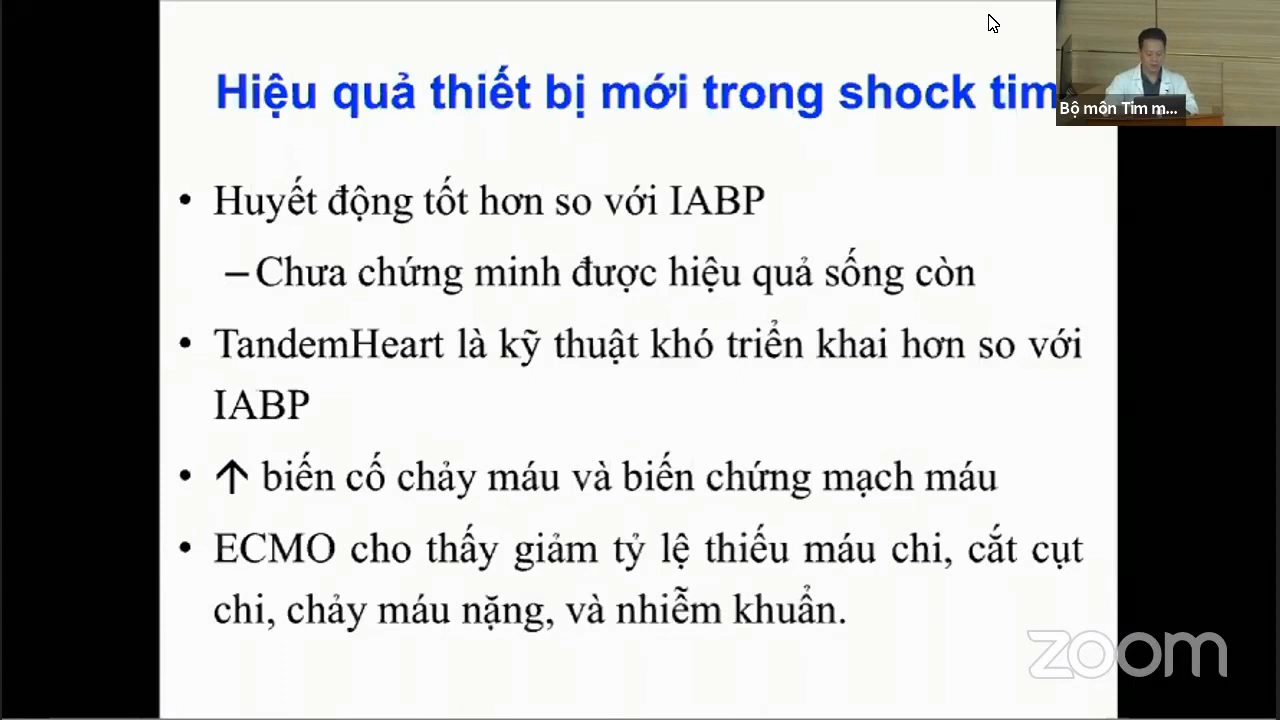 Hiệu quả thiết bị mới trong shock tim
Bộ môn Tim m...
• Huyết động tốt hơn so với IABP
– Chưa chứng minh được hiệu quả sống còn
• TandemHeart là kỹ thuật khó triển khai hơn so với
IABP
• ↑ biến cố chảy máu và biến chứng mạch máu
• ECMO cho thấy giảm tỷ lệ thiếu máu chi, cắt cụt
chi, chảy máu nặng, và nhiễm khuẩn.
zoom